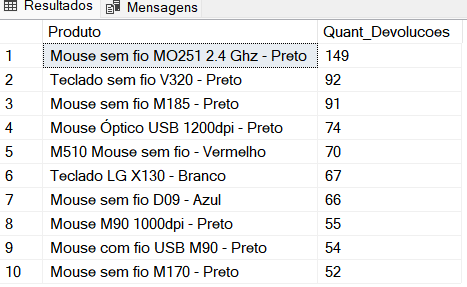 Resultados Mensagens
Produto Quant_Devolucoes
1 Mouse sem fio MO251 2.4 Ghz - Preto 149
2 Teclado sem fio V320 - Preto 92
3 Mouse sem fio M185 - Preto 91
4 Mouse Óptico USB 1200dpi - Preto 74
5 M510 Mouse sem fio - Vermelho 70
6 Teclado LG X130 - Branco 67
7 Mouse sem fio D09 - Azul 66
8 Mouse M90 1000dpi - Preto 55
9 Mouse com fio USB M90 - Preto 54
10 Mouse sem fio M170 - Preto 52